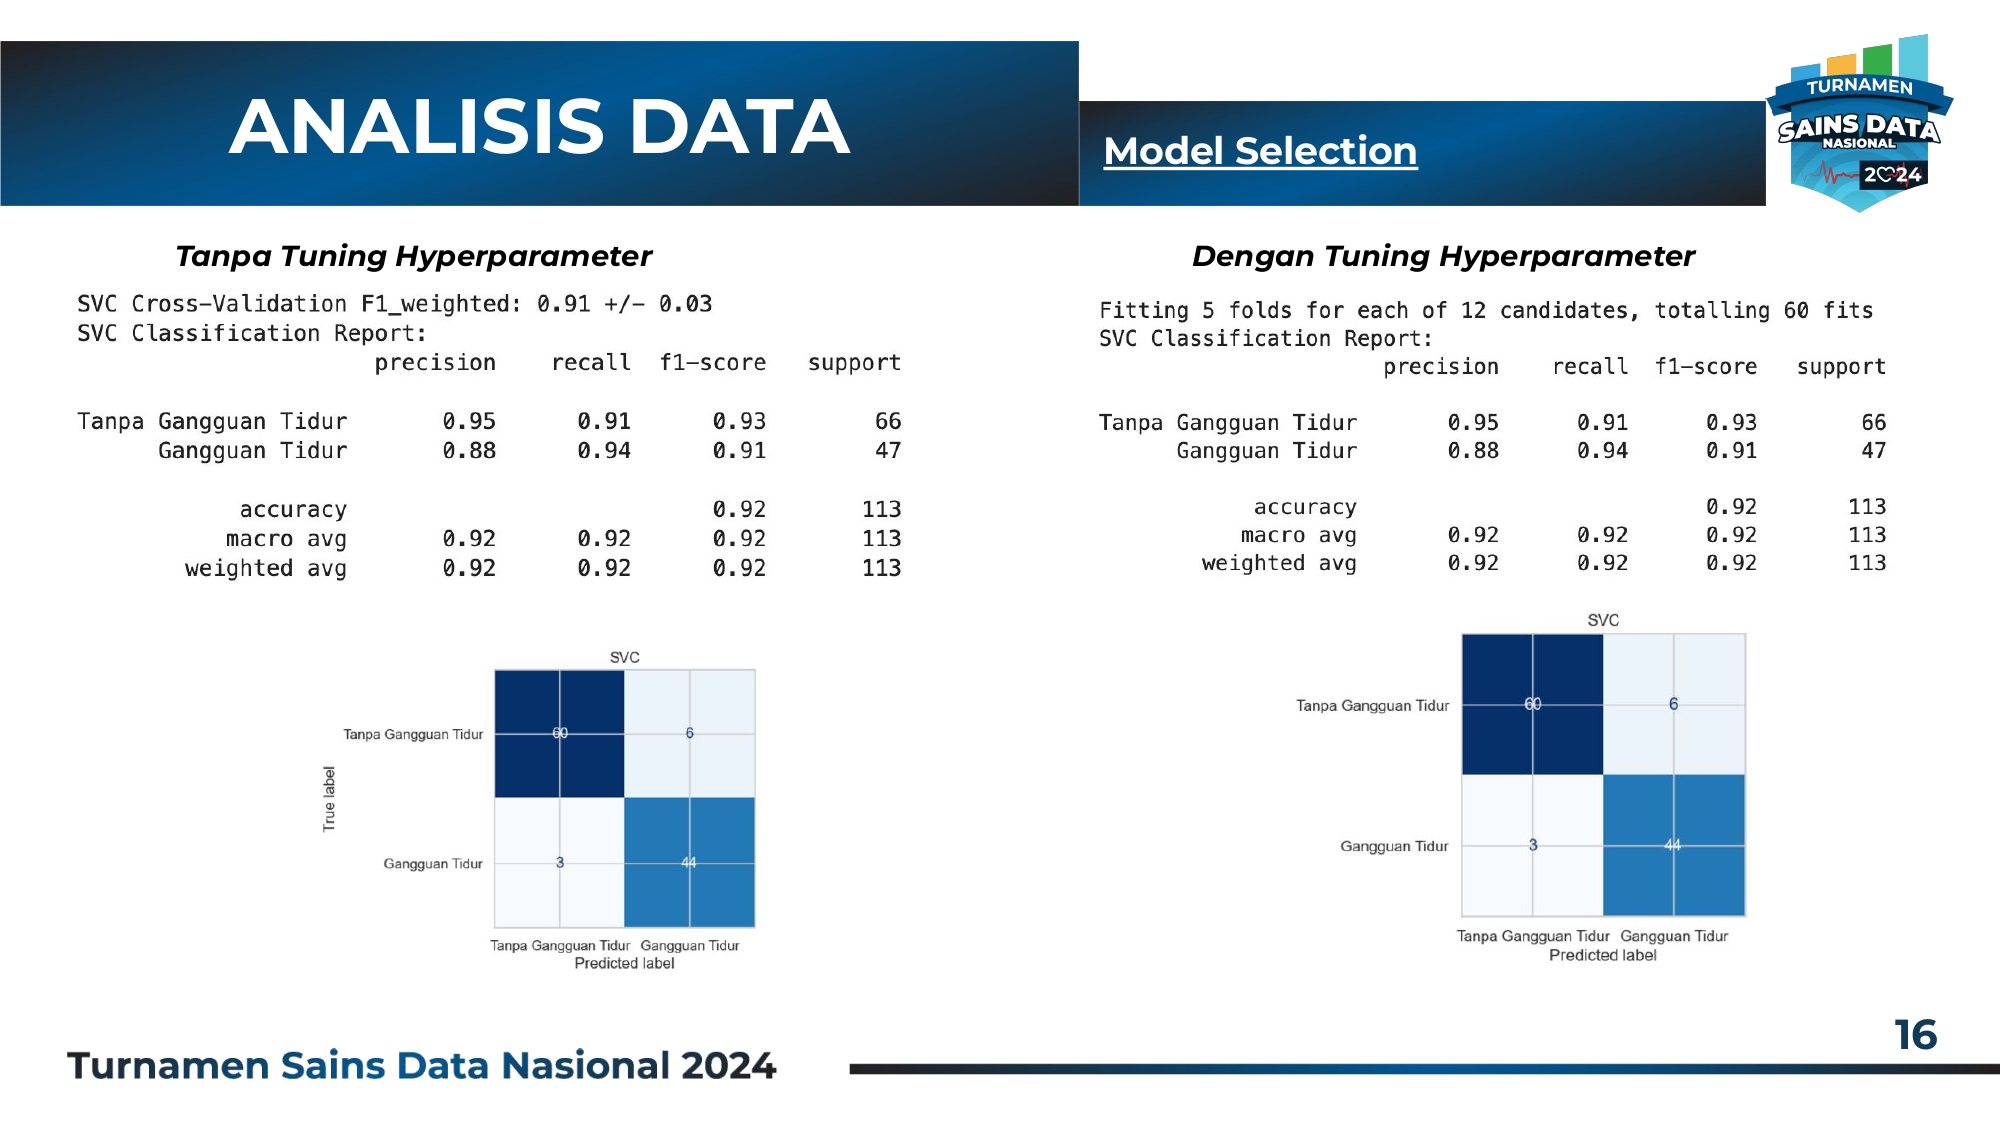 ANALISIS DATA
Model Selection
TURNAMEN
SAINS DATA
NASIONAL
2024
Tanpa Tuning Hyperparameter
SVC Cross-Validation F1_weighted: 0.91 +/- 0.03
SVC Classification Report:
precision recall f1-score support
Tanpa Gangguan Tidur 0.95 0.91 0.93 66
Gangguan Tidur 0.88 0.94 0.91 47
accuracy 0.92 113
macro avg 0.92 0.92 0.92 113
weighted avg 0.92 0.92 0.92 113
SVC
True label
Tanpa Gangguan Tidur 60 6
Gangguan Tidur 3 44
Tanpa Gangguan Tidur Gangguan Tidur
Predicted label
Dengan Tuning Hyperparameter
Fitting 5 folds for each of 12 candidates, totalling 60 fits
SVC Classification Report:
precision recall f1-score support
Tanpa Gangguan Tidur 0.95 0.91 0.93 66
Gangguan Tidur 0.88 0.94 0.91 47
accuracy 0.92 113
macro avg 0.92 0.92 0.92 113
weighted avg 0.92 0.92 0.92 113
SVC
Tanpa Gangguan Tidur 60 6
Gangguan Tidur 3 44
Tanpa Gangguan Tidur Gangguan Tidur
Predicted label
16
Turnamen Sains Data Nasional 2024